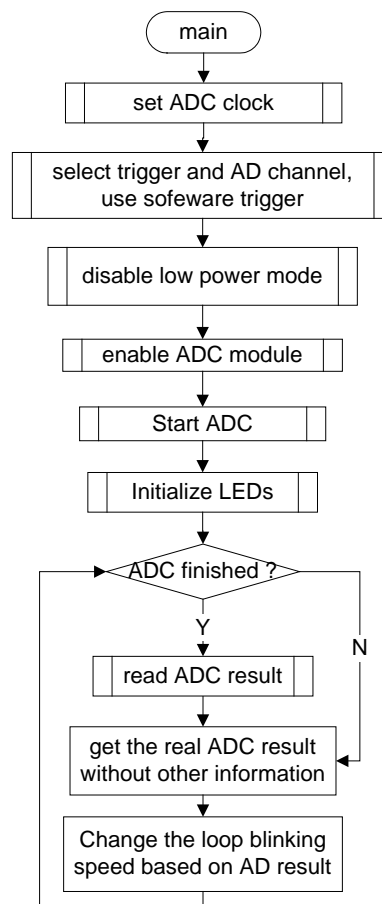 main
set ADC clock
select trigger and AD channel,
use sofeware trigger
disable low power mode
enable ADC module
Start ADC
Initialize LEDs
ADC finished ?
Y
N
read ADC result
get the real ADC result
without other information
Change the loop blinking
speed based on AD result